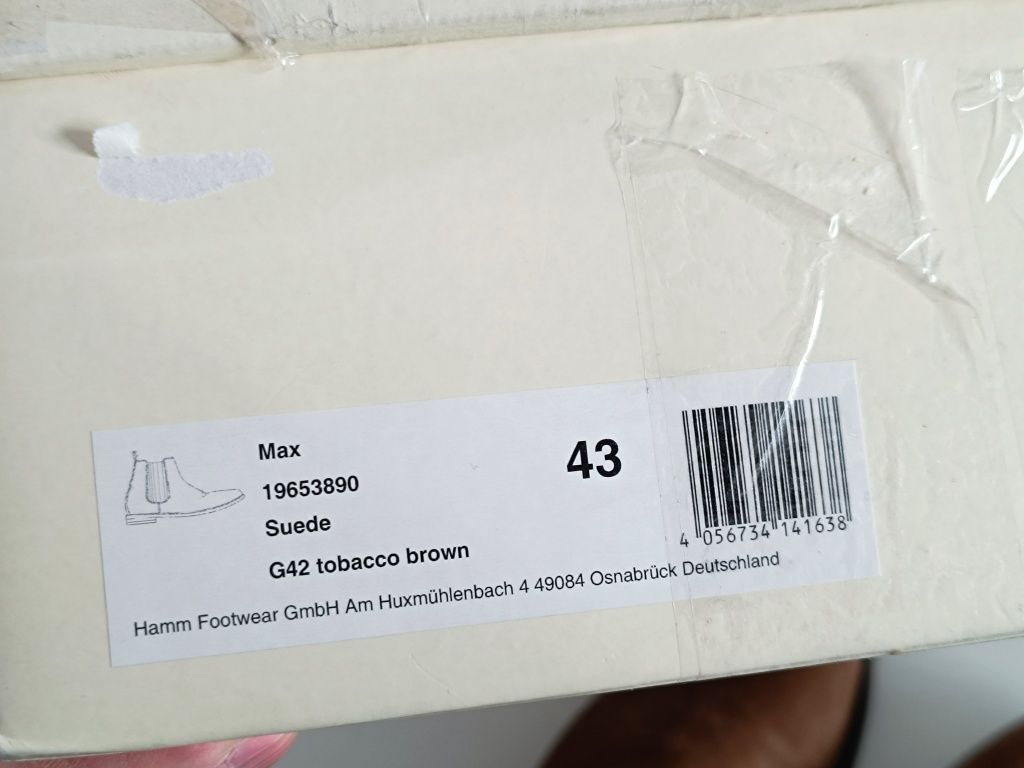 Max
19653890
Suede
G42 tobacco brown
43
4 056734 141638
Hamm Footwear GmbH Am Huxmühlenbach 4 49084 Osnabrück Deutschland